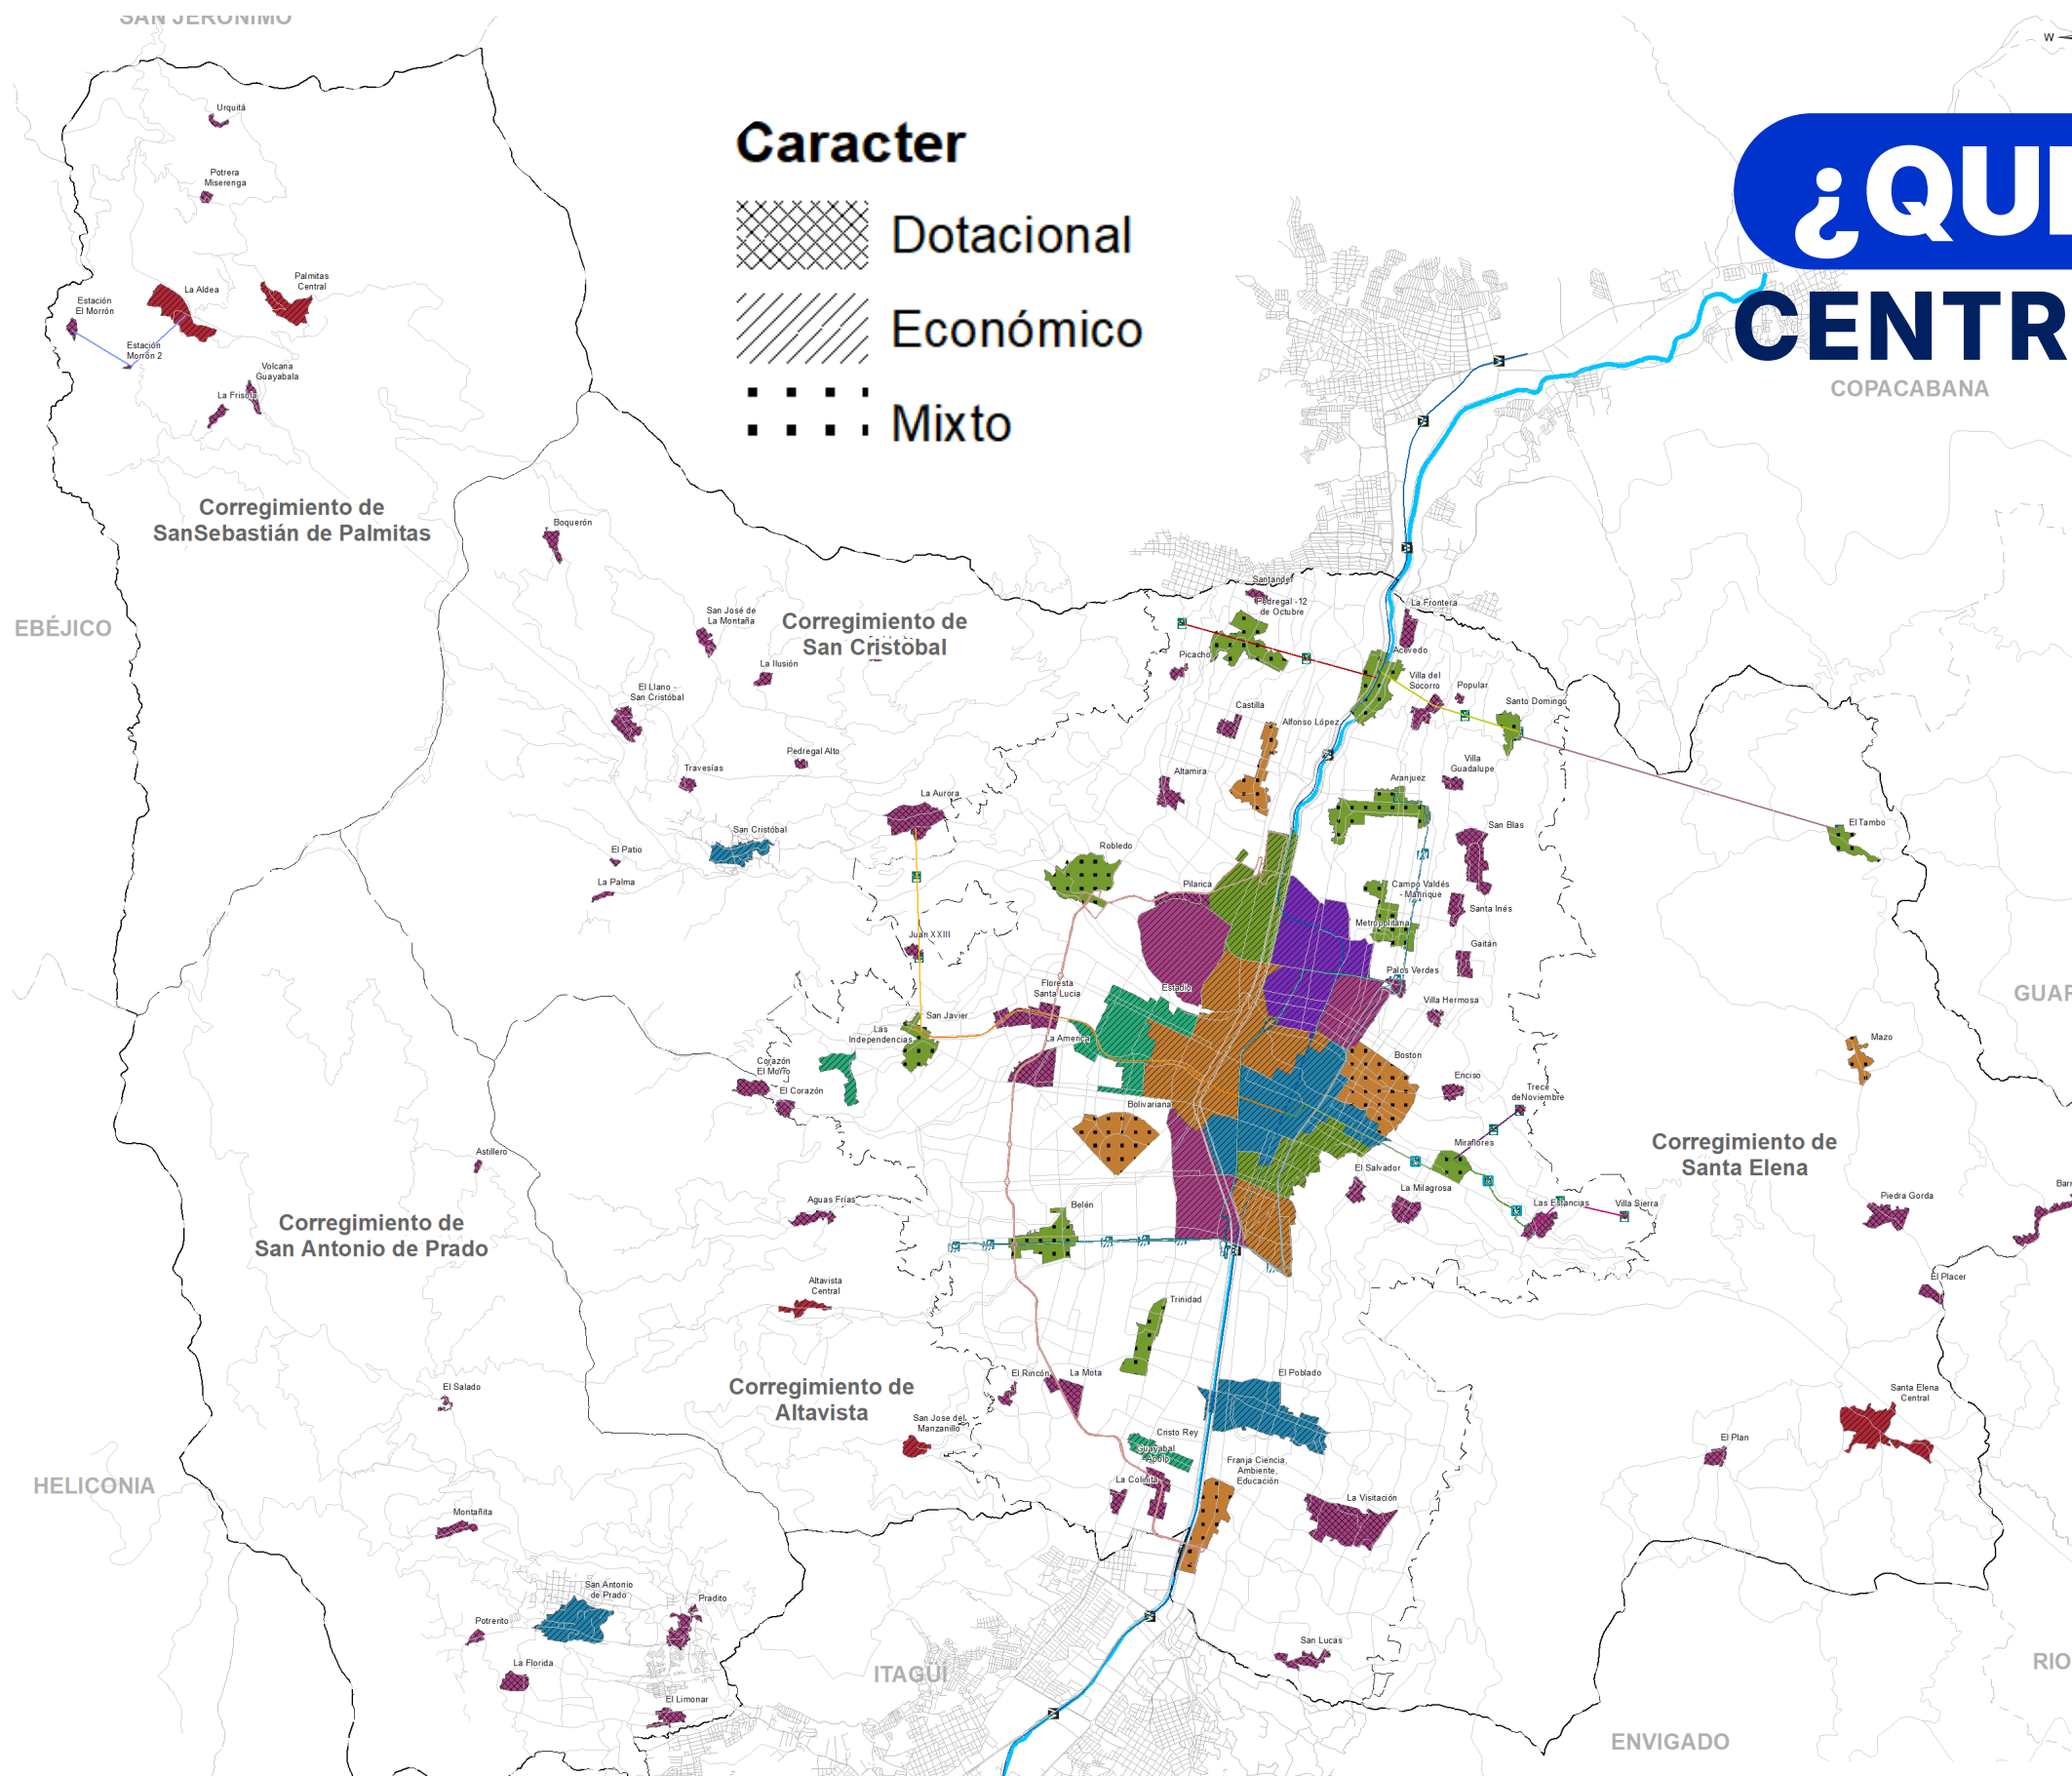 SAN JERÓNIMO
W
Urquitá
Caracter
¿QUI
Potrera
Miserenga
Dotacional
Palmitas
Central
La Aldea
Estación
El Morrón
Económico
CENTR
Estación
Morrón 2
Volcana
Guayabala
COPACABANA
La Frisola
Mixto
Corregimiento de
SanSebastián de Palmitas
Boquerón
Santander
Pedregal -12
de Octubre
La Frontera
San José de
La Montaña
Corregimiento de
San Cristobal
EBÉJICO
Acevedo
Picacho
La Ilusión
Villa del
Socorro
Popular
El Llano -
San Cristóbal
Santo Domingo
Castilla
Alfonso López
Pedregal Alto
Villa
Guadalupe
Travesías
Altamira
Aranjuez
La Aurora
El Tambo
San Cristóbal
San Blas
El Patio
Robledo
La Palma
Pilarica
Campo Valdés
- Manrique
Santa Inés
Metropolitana
Juan XXIII
Gaitán
Palos Verdes
Floresta
Santa Lucia
Estadio
GUAR
Villa Hermosa
San Javier
Las
Independencias
La America
Mazo
Boston
Corazón
El Morro
Enciso
El Corazón
Trece
deNoviembre
Bolivariana
Miraflores
Corregimiento de
Santa Elena
Astillero
El Salvador
La Milagrosa
Barr
Aguas Frías
Belén
Las Estancias
Villa Sierra
Piedra Gorda
Corregimiento de
San Antonio de Prado
El Placer
Altavista
Central
Trinidad
El Rincón
La Mota
El Poblado
Corregimiento de
Altavista
El Salado
Santa Elena
Central
San Jose del
Manzanillo
Cristo Rey
El Plan
Guayabal
La Colinita
Franja Ciencia,
Ambiente,
Educación
HELICONIA
La Visitación
Montañita
San Antonio
de Prado
Pradito
Potrerito
San Lucas
La Florida
ITAGÜÍ
RIO
El Limonar
ENVIGADO